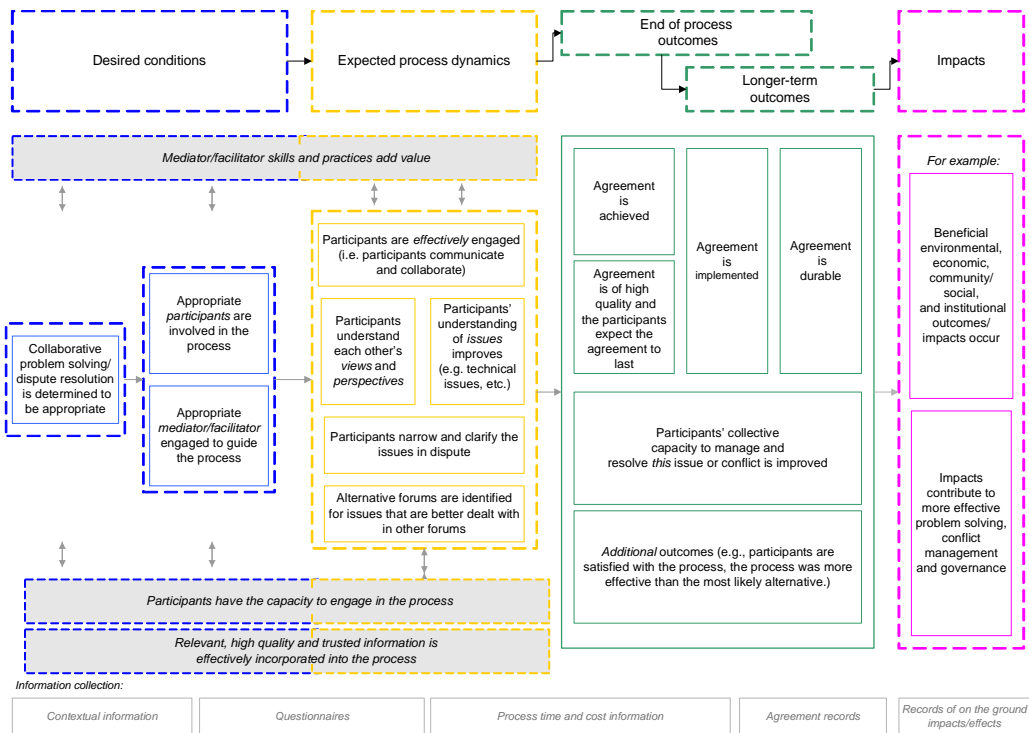 Desired conditions
Expected process dynamics
End of process
outcomes
Longer-term
outcomes
Impacts
Mediator/facilitator skills and practices add value
Collaborative
problem solving/
dispute resolution
is determined to
be appropriate
Appropriate
participants are
involved in the
process
Appropriate
mediator/facilitator
engaged to guide
the process
Participants are effectively engaged
(i.e. participants communicate
and collaborate)
Participants
understand
each other's
views and
perspectives
Participants'
understanding
of issues
improves
(e.g. technical
issues, etc.)
Participants narrow and clarify the
issues in dispute
Alternative forums are identified
for issues that are better dealt with
in other forums
Agreement
is
achieved
Agreement
is of high
quality and
the participants
expect the
agreement to
last
Agreement
is
implemented
Agreement
is
durable
Participants' collective
capacity to manage and
resolve this issue or conflict is improved
Additional outcomes (e.g., participants are
satisfied with the process, the process was more
effective than the most likely alternative.)
For example:
Beneficial
environmental,
economic,
community/
social,
and institutional
outcomes/
impacts occur
Impacts
contribute to
more effective
problem solving,
conflict
management
and governance
Participants have the capacity to engage in the process
Relevant, high quality and trusted information is
effectively incorporated into the process
Information collection:
Contextual information
Questionnaires
Process time and cost information
Agreement records
Records of on the ground
impacts/effects